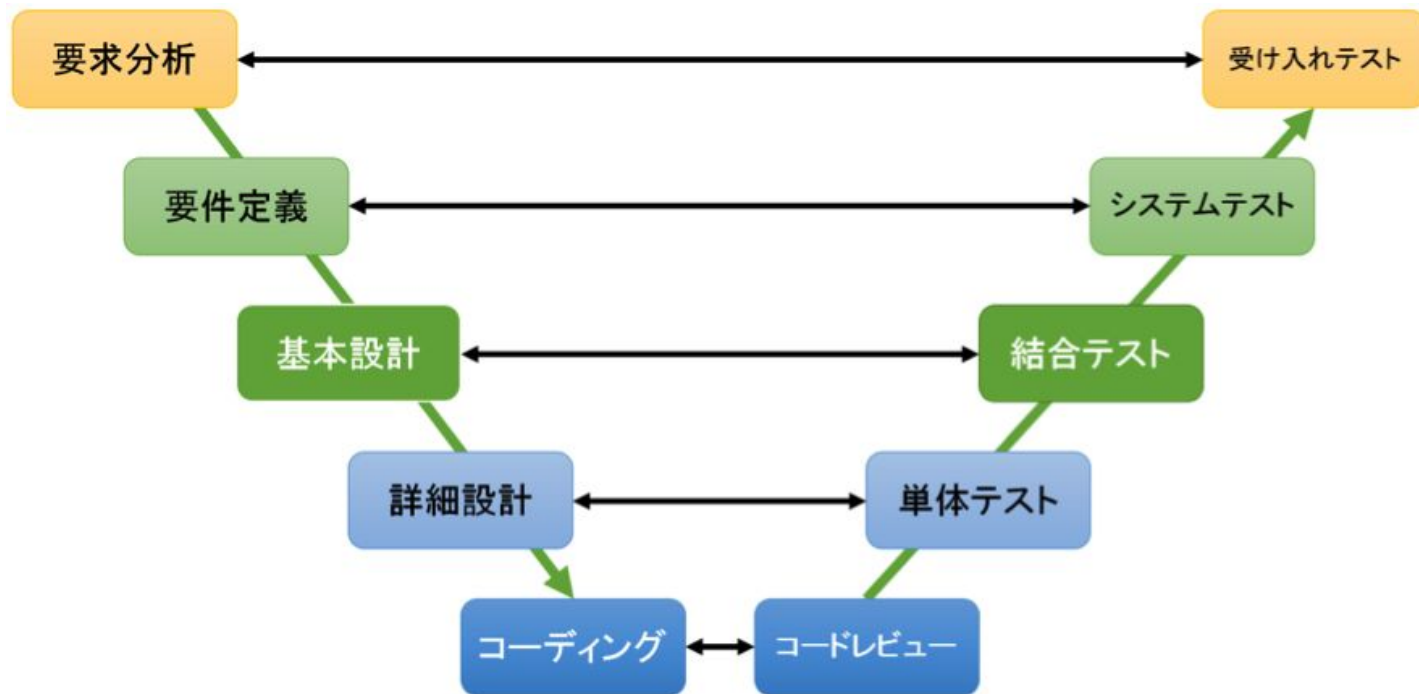 要求分析
受け入れテスト
要件定義
システムテスト
基本設計
結合テスト
詳細設計
単体テスト
コーディング
コードレビュー